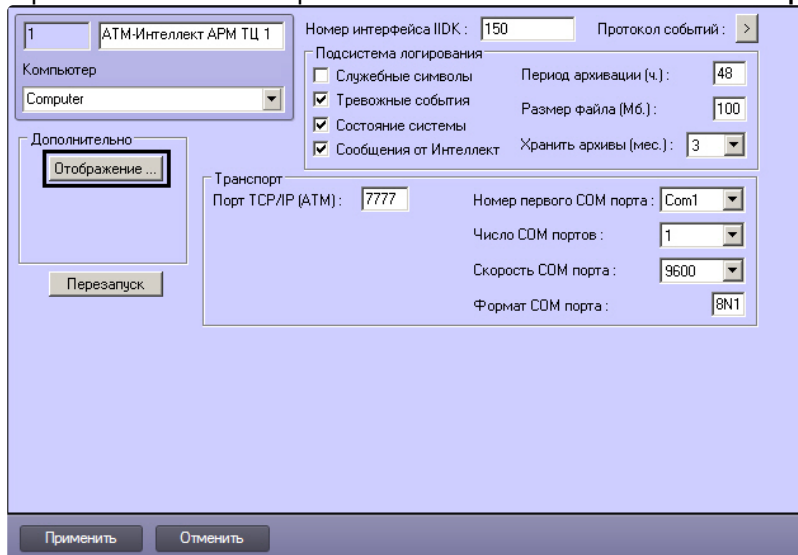 1 АТМ-Интеллект АРМ ТЦ 1
Компьютер
Computer
Номер интерфейса IIDK : 150 Протокол событий : >
Подсистема логирования
Служебные символы Период архивации (ч.) : 48
Тревожные события Размер файла (Мб.) : 100
Состояние системы
Сообщения от Интеллект Хранить архивы (мес.) : 3
Дополнительно
Отображение ...
Перезапуск
Транспорт
Порт TCP/IP (ATM) : 7777 Номер первого COM порта : Com1
Число COM портов : 1
Скорость COM порта : 9600
Формат COM порта : 8N1
Применить Отменить